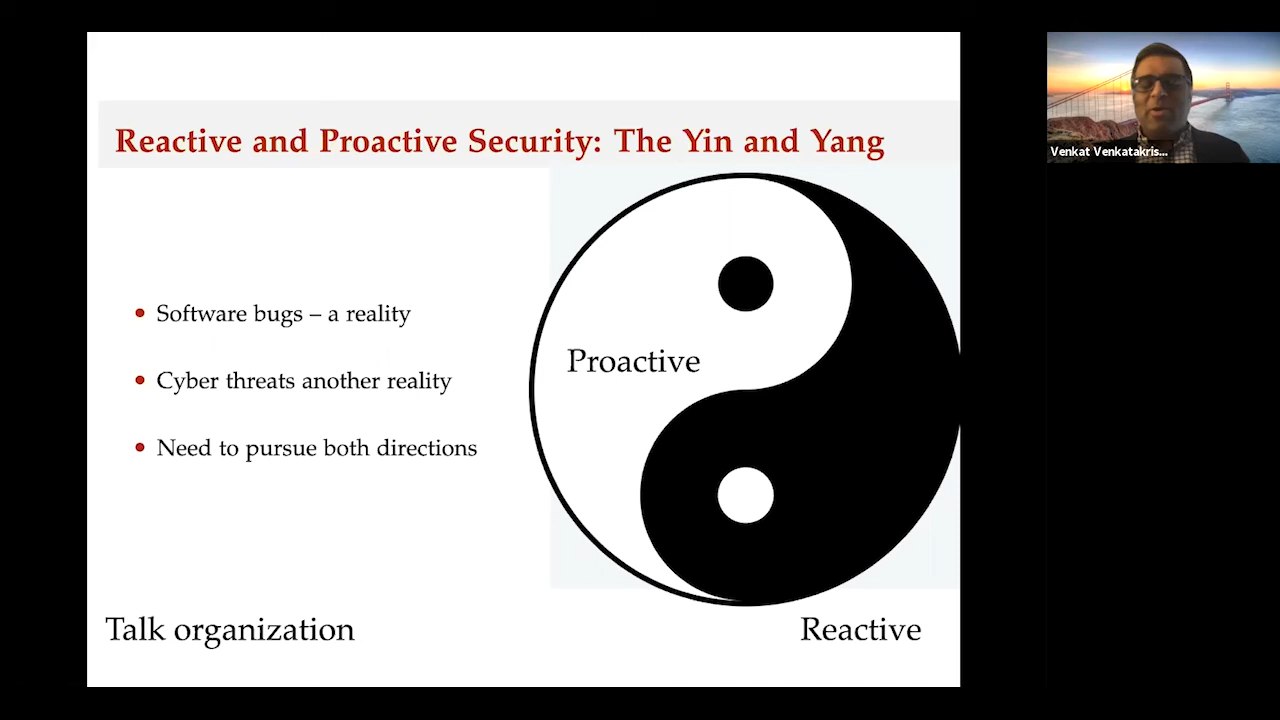 Reactive and Proactive Security: The Yin and Yang
Software bugs – a reality
Cyber threats another reality
Need to pursue both directions
Proactive
Talk organization
Reactive
Venkat Venkatakris...